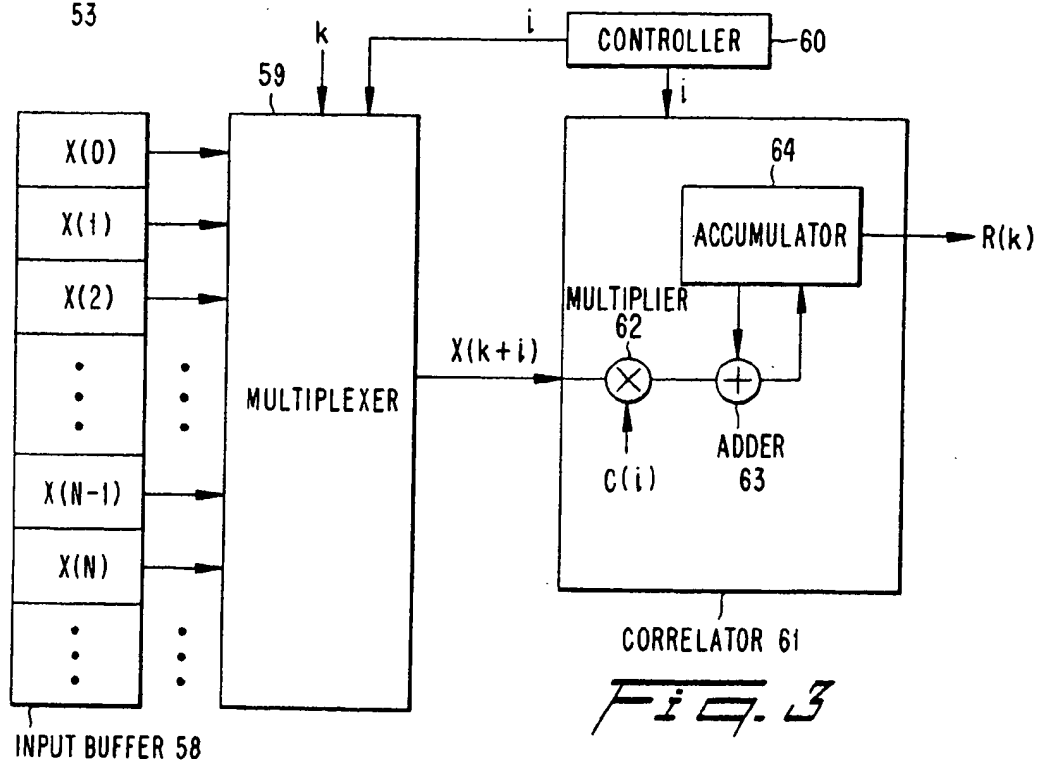 53
k
i
CONTROLLER
60
59
i
X(0)
X(1)
X(2)
X(N-1)
X(N)
MULTIPLEXER
X(k+i)
64
ACCUMULATOR
R(k)
MULTIPLIER
62
C(i)
ADDER
63
CORRELATOR 61
INPUT BUFFER 58
Fig. 3